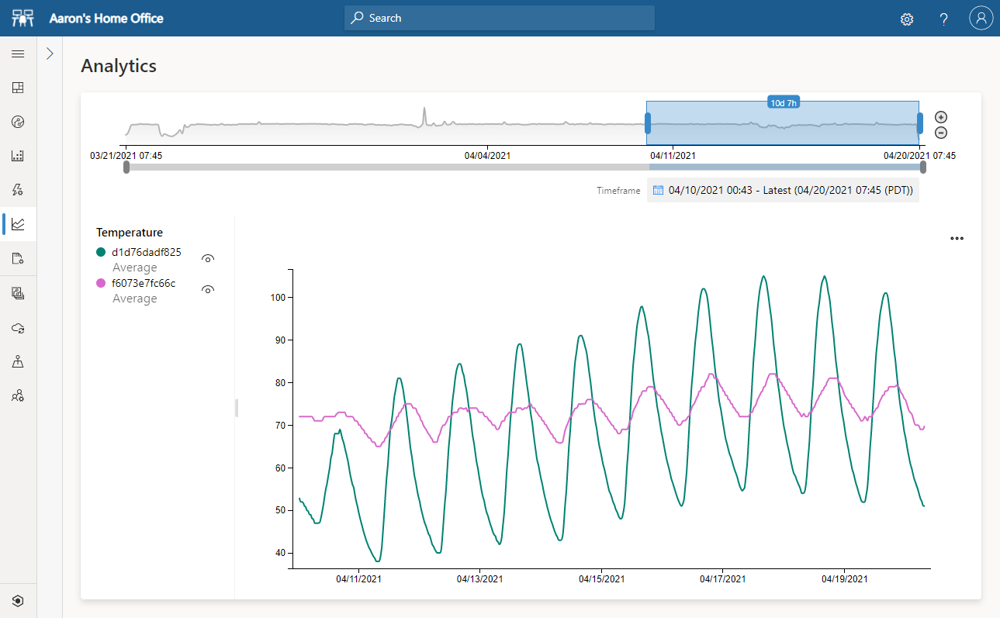 Aaron's Home Office
Search
Analytics
10d 7h
03/21/2021 07:45
04/04/2021
04/11/2021
04/20/2021 07:45
Timeframe
04/10/2021 00:43 - Latest (04/20/2021 07:45 (PDT))
Temperature
d1d76dadf825
Average
f6073e7fc66c
Average
100
90
80
70
60
50
40
04/11/2021
04/13/2021
04/15/2021
04/17/2021
04/19/2021